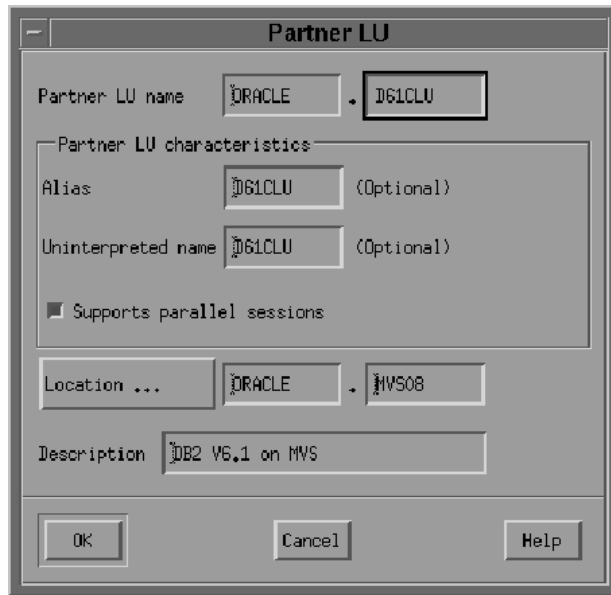 Partner LU
Partner LU name ORACLE . D61CLU
Partner LU characteristics
Alias D61CLU (Optional)
Uninterpreted name D61CLU (Optional)
Supports parallel sessions
Location ... ORACLE . MVS08
Description DB2 V6.1 on MVS
OK Cancel Help